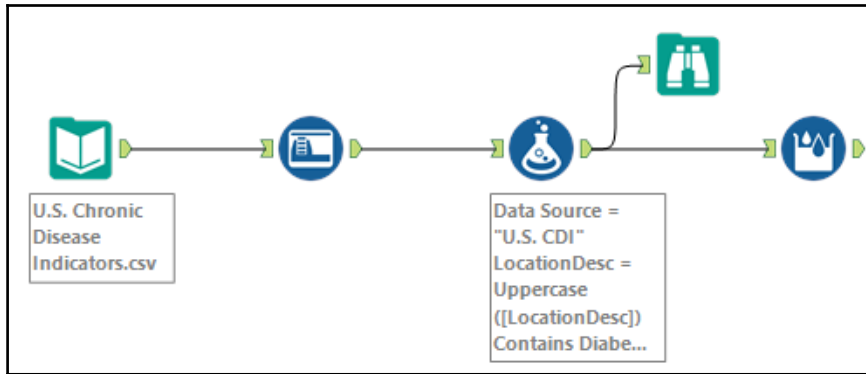 U.S. Chronic
Disease
Indicators.csv
Data Source =
"U.S. CDI"
LocationDesc =
Uppercase
([LocationDesc])
Contains Diabe...